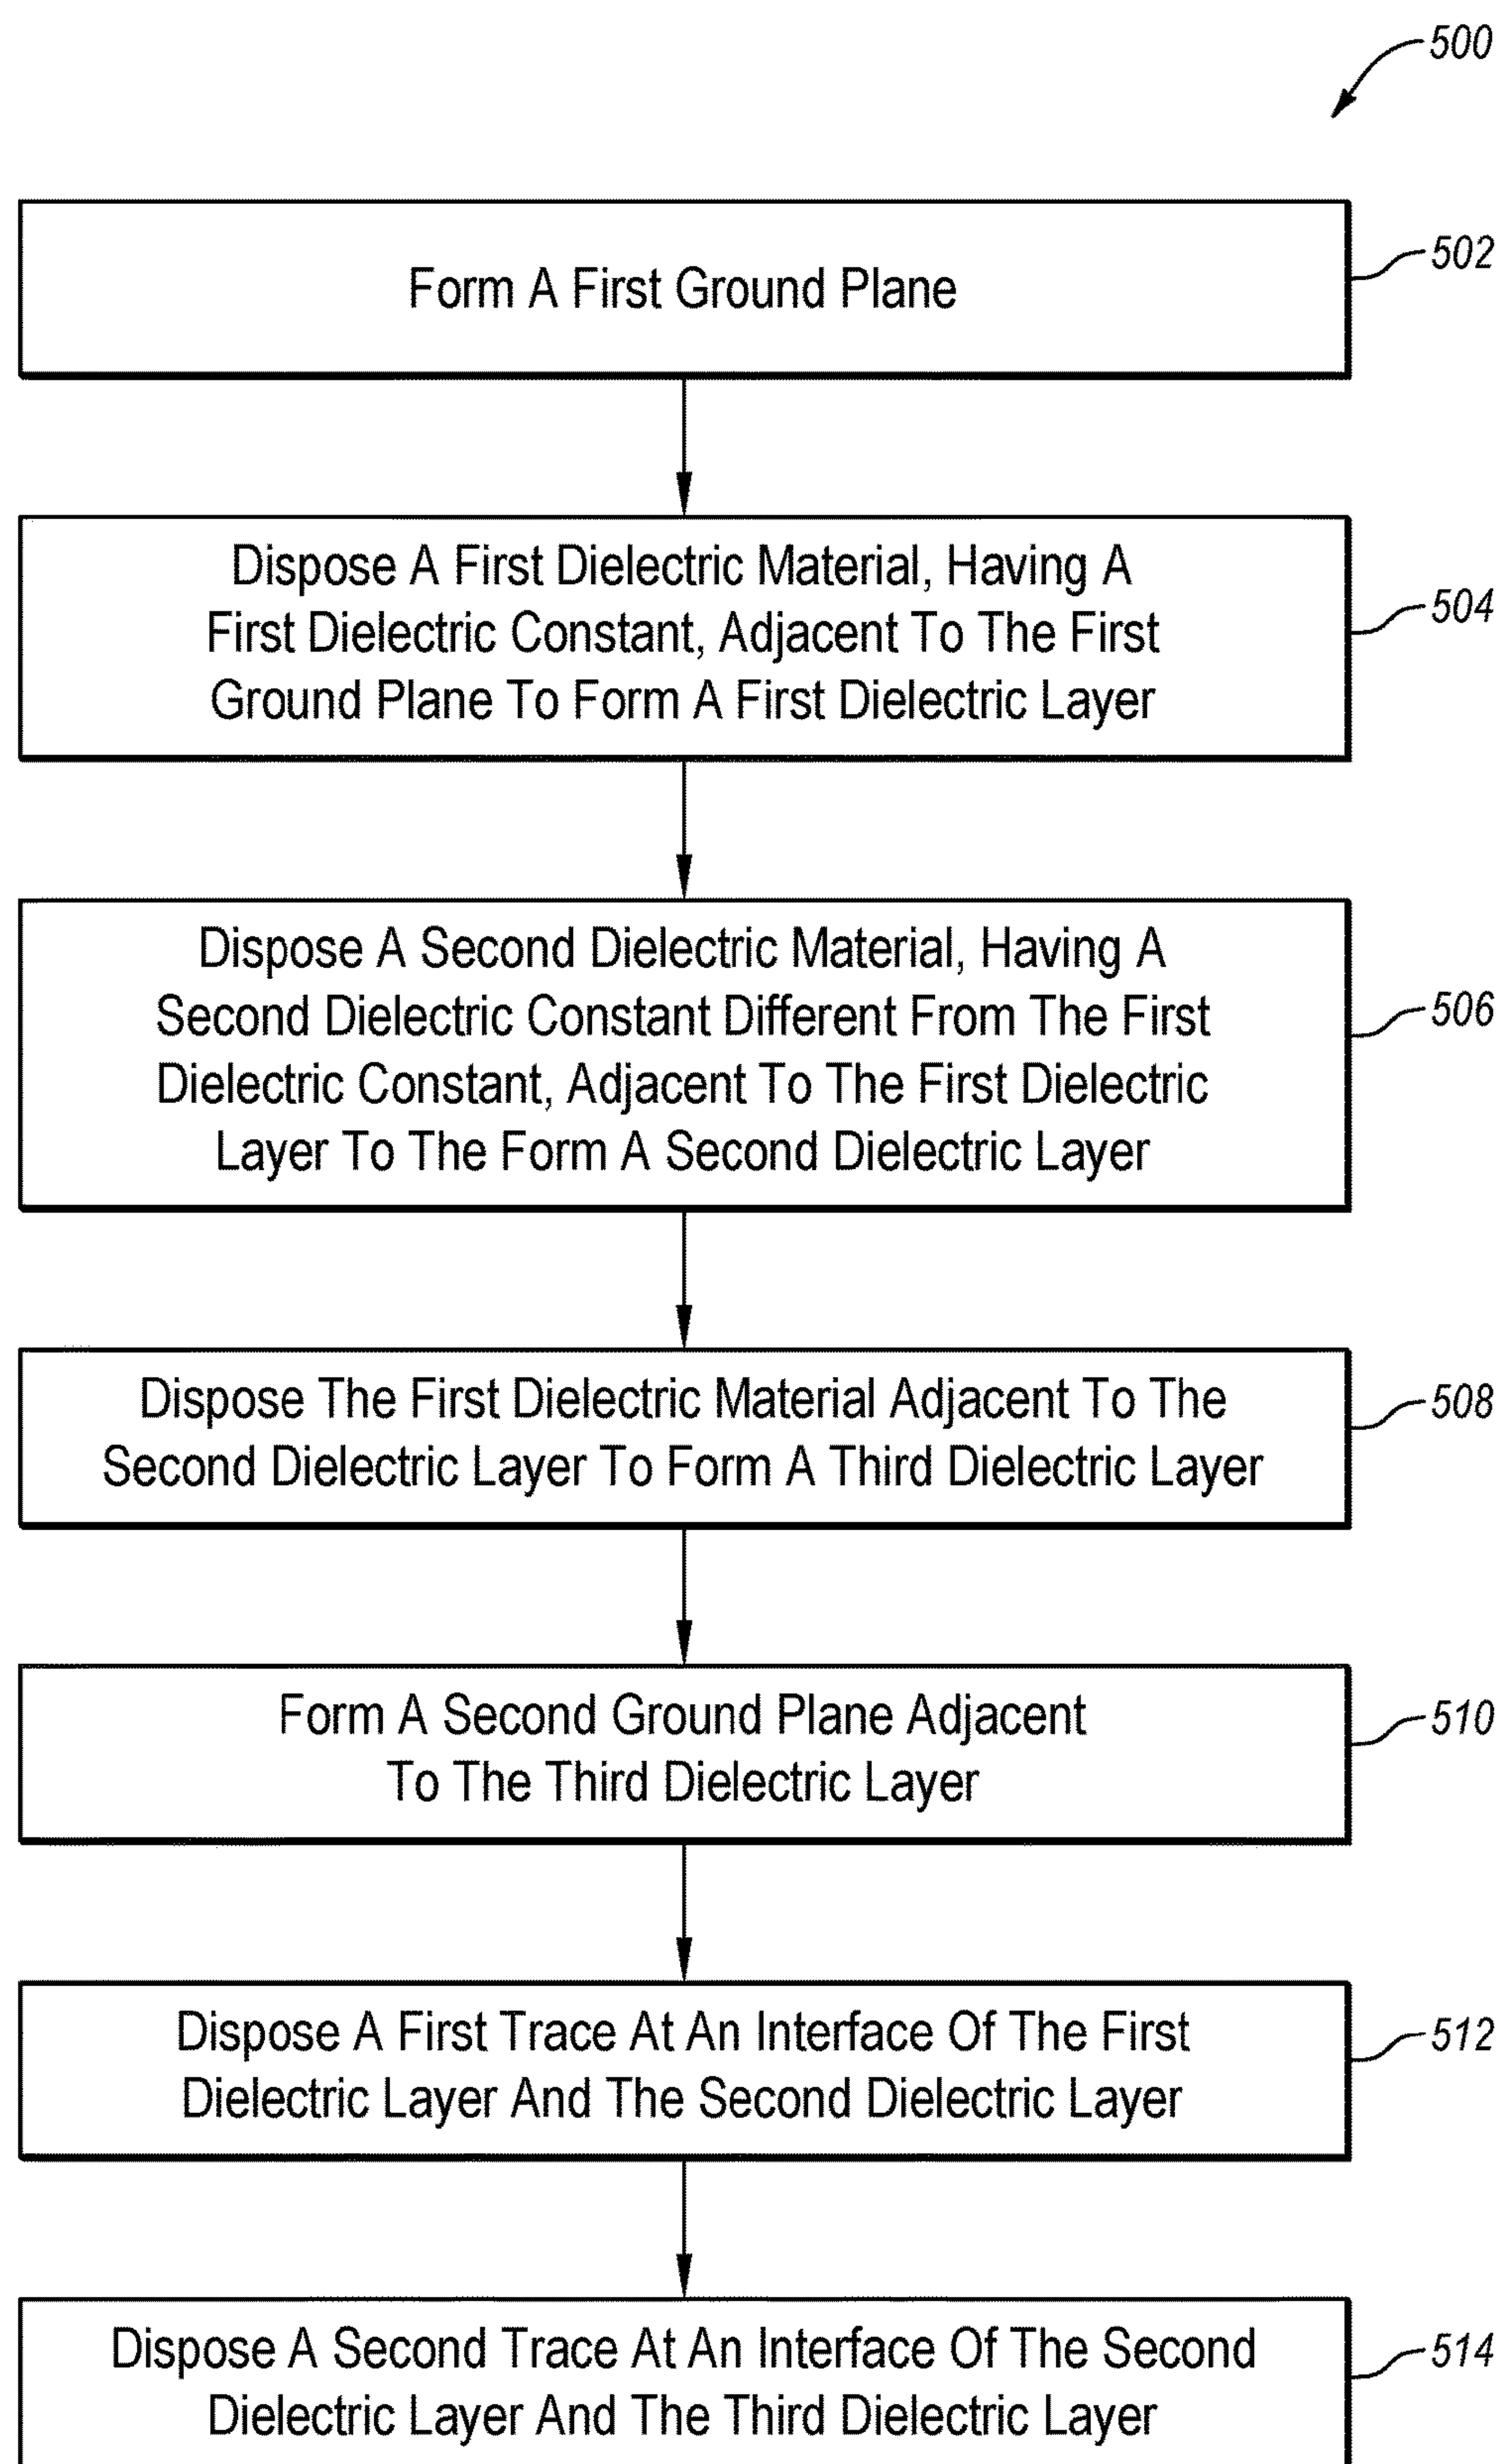 500
Form A First Ground Plane
502
Dispose A First Dielectric Material, Having A
First Dielectric Constant, Adjacent To The First
Ground Plane To Form A First Dielectric Layer
504
Dispose A Second Dielectric Material, Having A
Second Dielectric Constant Different From The First
Dielectric Constant, Adjacent To The First Dielectric
Layer To The Form A Second Dielectric Layer
506
Dispose The First Dielectric Material Adjacent To The
Second Dielectric Layer To Form A Third Dielectric Layer
508
Form A Second Ground Plane Adjacent
To The Third Dielectric Layer
510
Dispose A First Trace At An Interface Of The First
Dielectric Layer And The Second Dielectric Layer
512
Dispose A Second Trace At An Interface Of The Second
Dielectric Layer And The Third Dielectric Layer
514